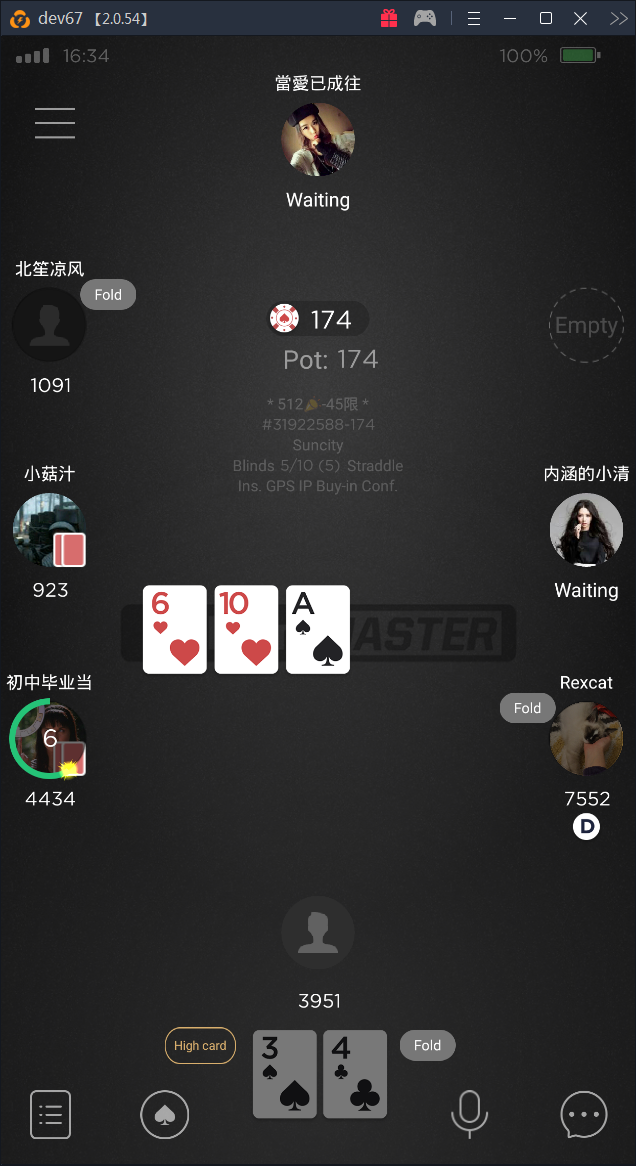 dev67 【2.0.54】
16:34
100%
當愛已成往
Waiting
北笙凉风
Fold
1091
174
Pot: 174
Empty
* 512 -45限 *
#31922588-174
Suncity
Blinds 5/10 (5) Straddle
Ins. GPS IP Buy-in Conf.
小菇汁
923
内涵的小清
Waiting
6
10
A
MASTER
初中毕业当
6
4434
Rexcat
Fold
7552
D
3951
High card
3
4
Fold